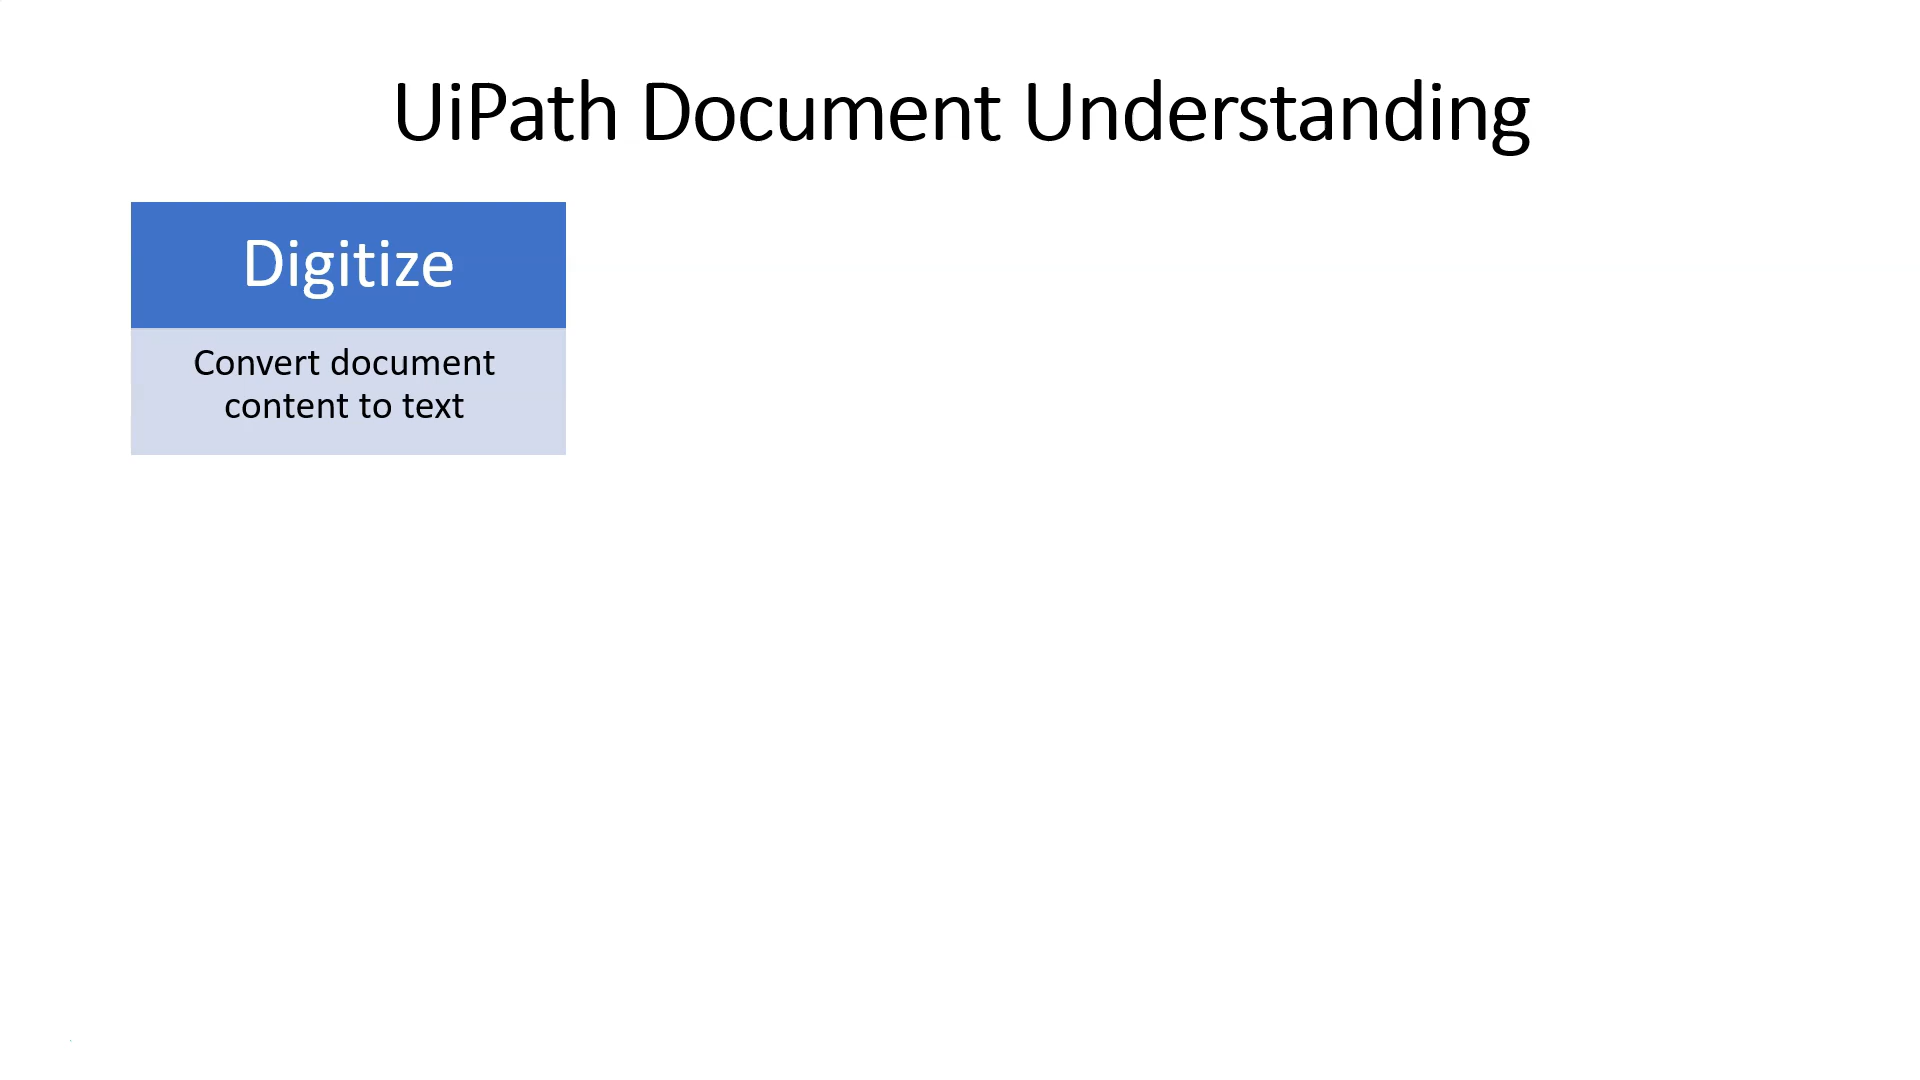 UiPath Document Understanding
Digitize
Convert document
content to text